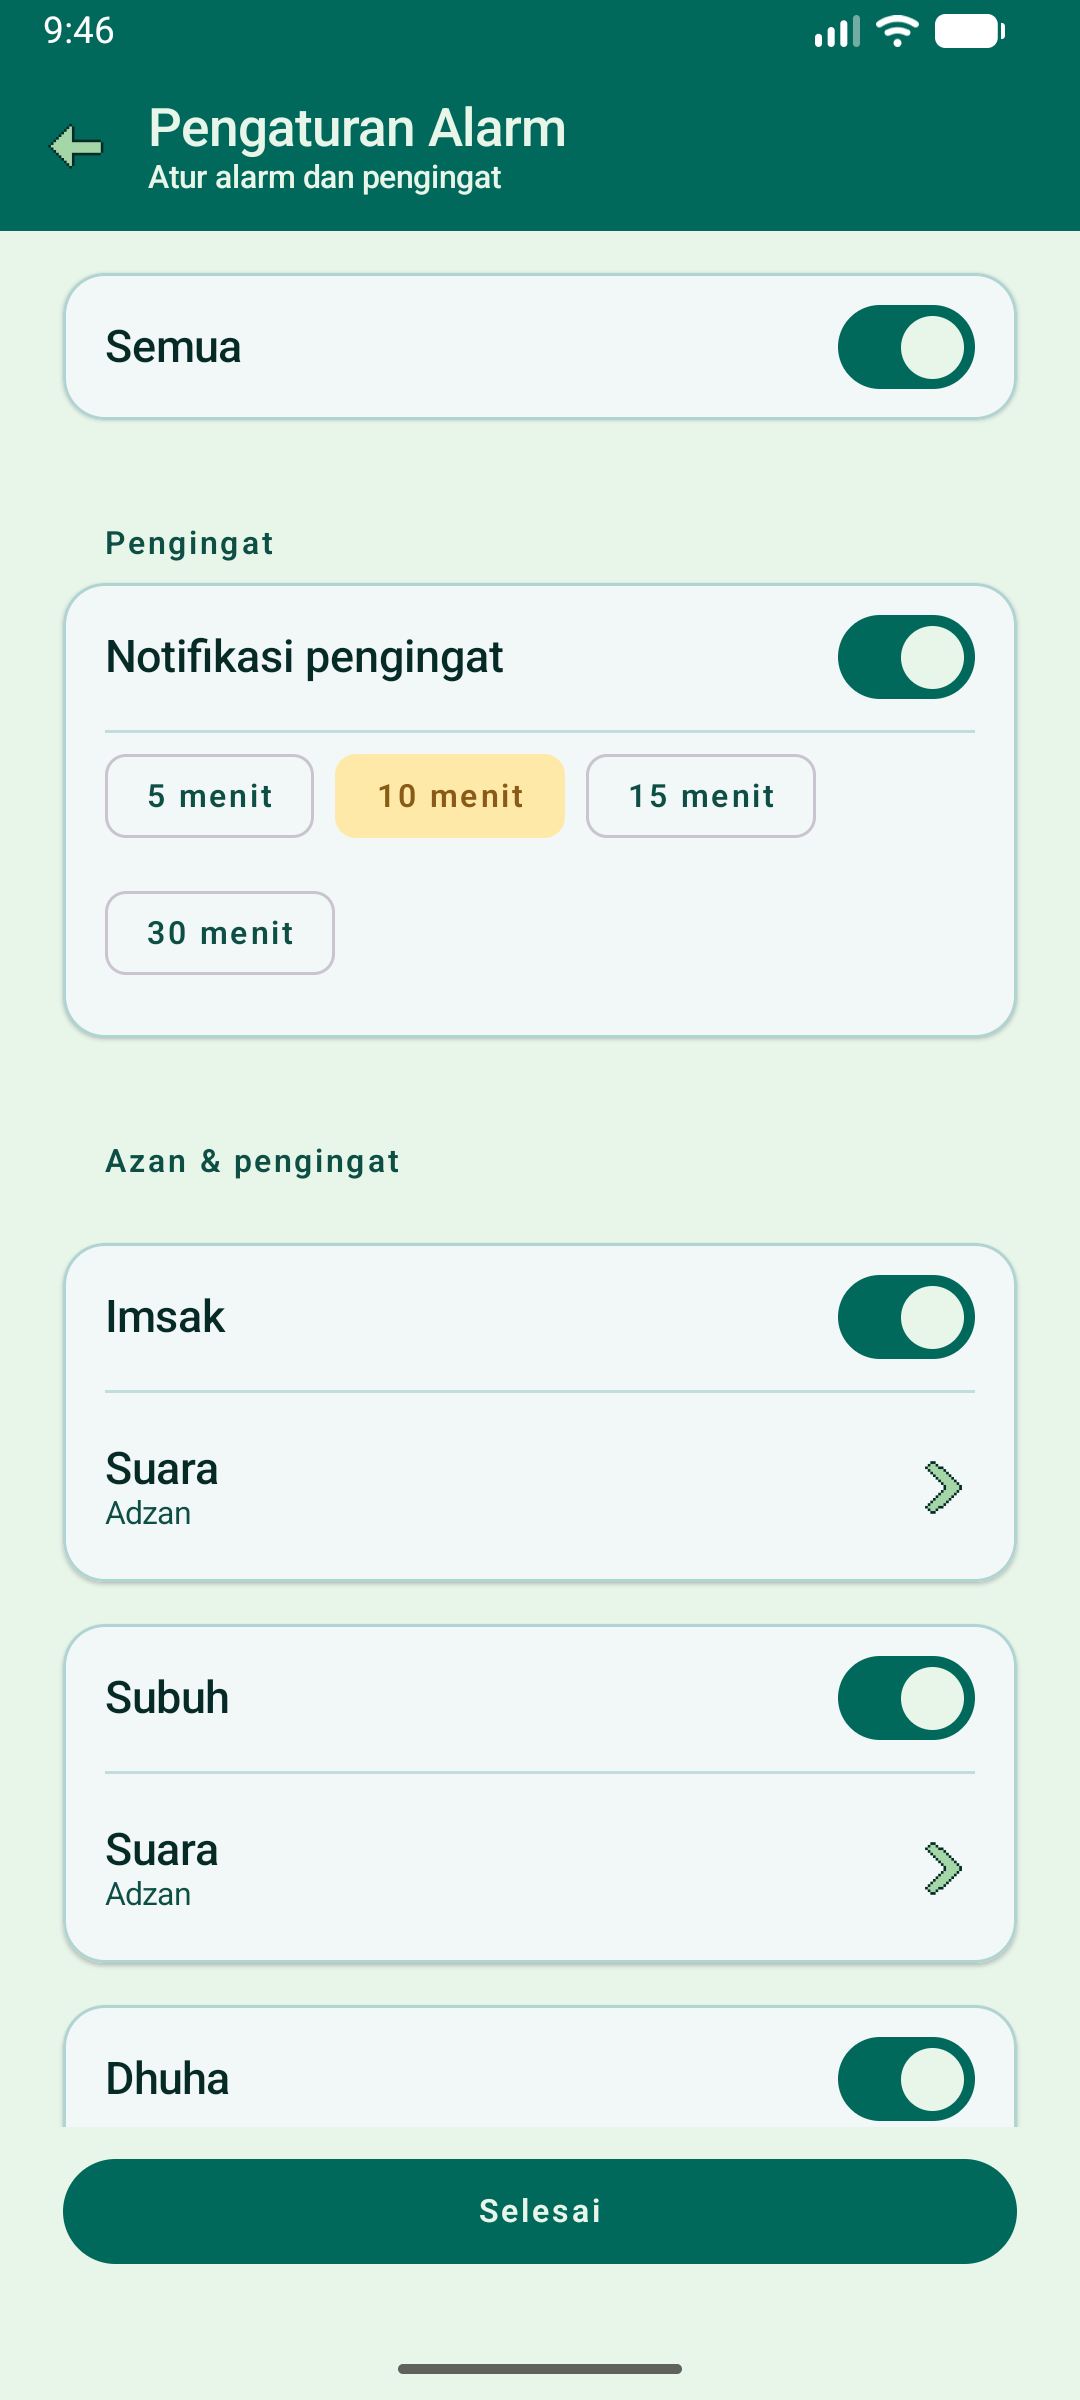 9:46
Pengaturan Alarm
Atur alarm dan pengingat
Semua
Pengingat
Notifikasi pengingat
5 menit
10 menit
15 menit
30 menit
Azan & pengingat
Imsak
Suara
Adzan
Subuh
Suara
Adzan
Dhuha
Selesai